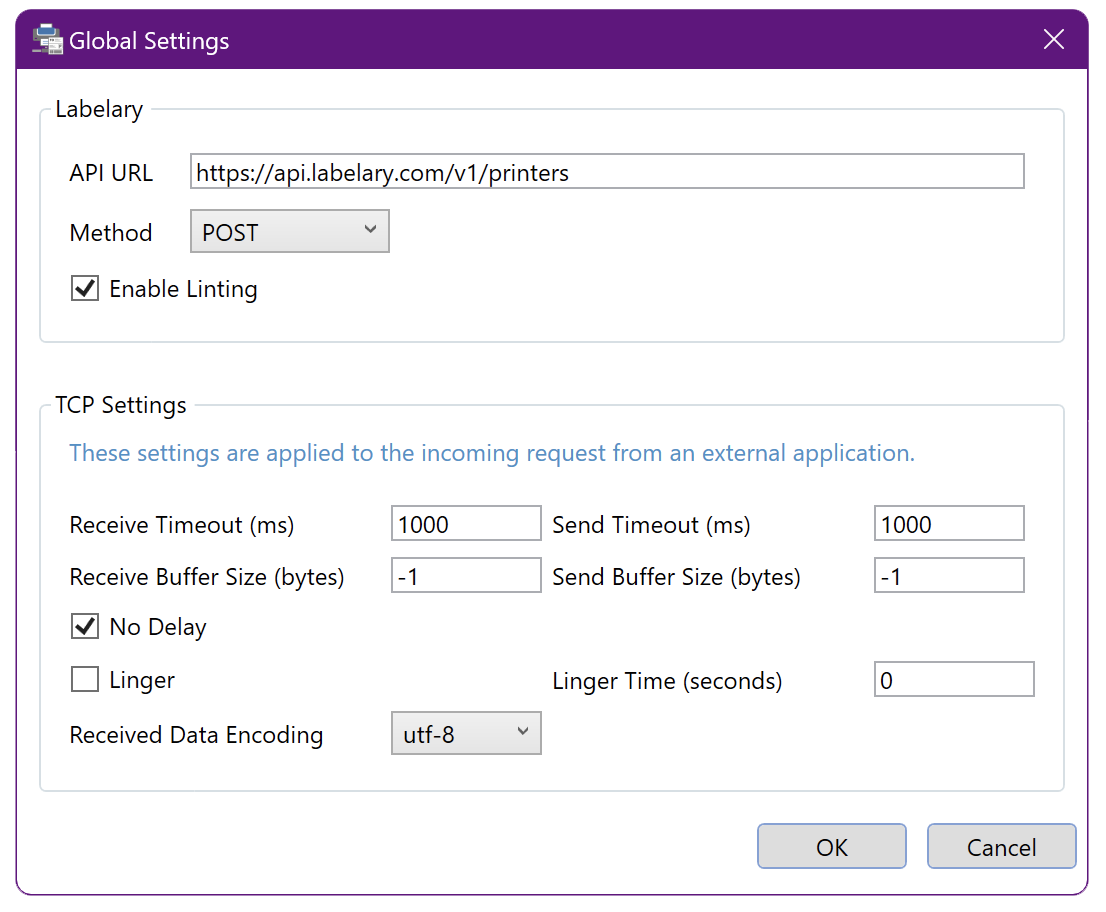 Global Settings
Labelary
API URL https://api.labelary.com/v1/printers
Method POST
Enable Linting
TCP Settings
These settings are applied to the incoming request from an external application.
Receive Timeout (ms) 1000 Send Timeout (ms) 1000
Receive Buffer Size (bytes) -1 Send Buffer Size (bytes) -1
No Delay
Linger Linger Time (seconds) 0
Received Data Encoding utf-8
OK Cancel